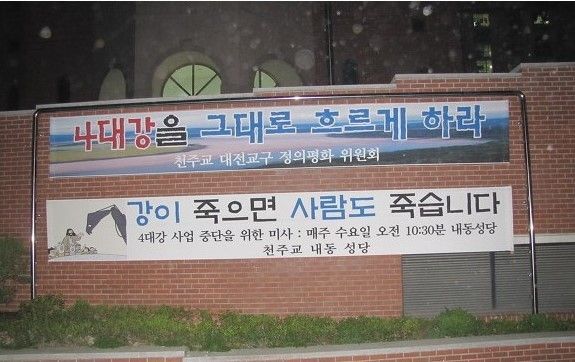 4대강을 그대로 흐르게 하라
천주교 대전교구 정의평화 위원회
강이 죽으면 사람도 죽습니다
4대강 사업 중단을 위한 미사 : 매주 수요일 오전 10:30분 내동성당
천주교 내동 성당